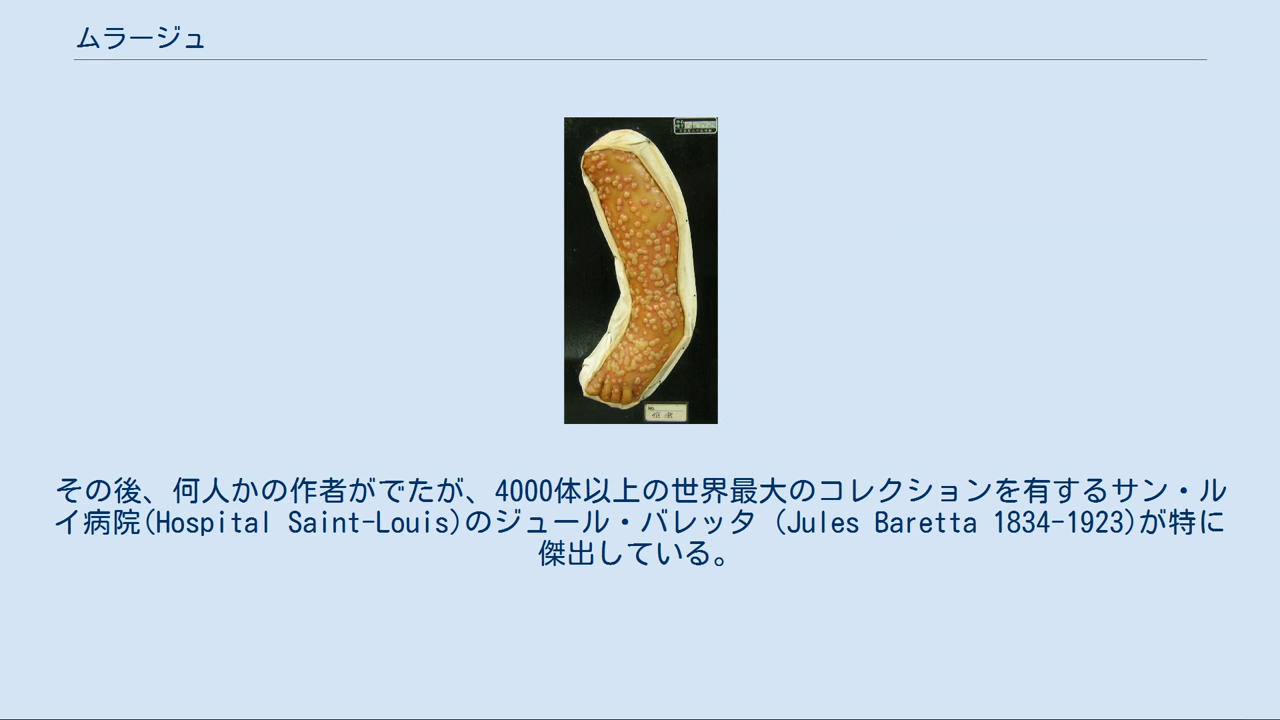 ムラージュ
その後、何人かの作者がでたが、4000体以上の世界最大のコレクションを有するサン・ル
イ病院(Hospital Saint-Louis)のジュール・バレッタ (Jules Baretta 1834-1923)が特に
傑出している。